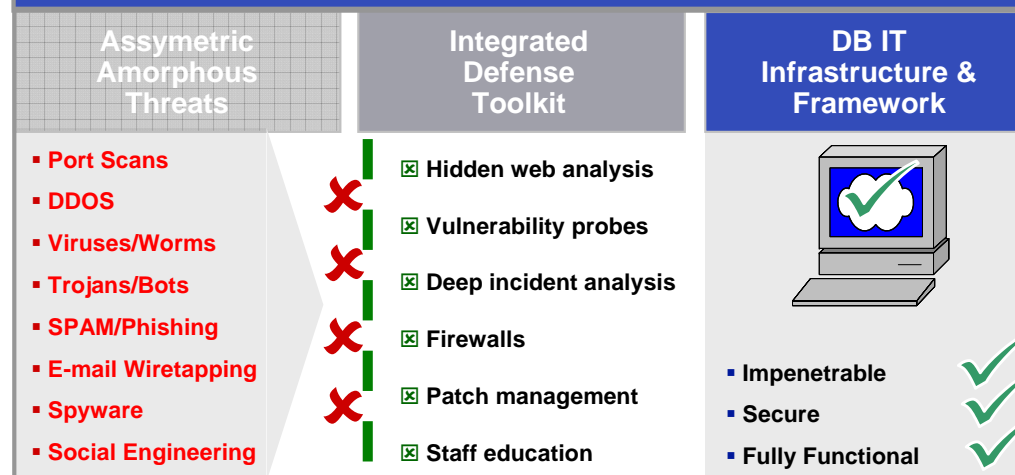 Assymetric
Amorphous
Threats
Port Scans
DDOS
Viruses/Worms
Trojans/Bots
SPAM/Phishing
E-mail Wiretapping
Spyware
Social Engineering
Integrated
Defense
Toolkit
Hidden web analysis
Vulnerability probes
Deep incident analysis
Firewalls
Patch management
Staff education
DB IT
Infrastructure &
Framework
Impenetrable
Secure
Fully Functional